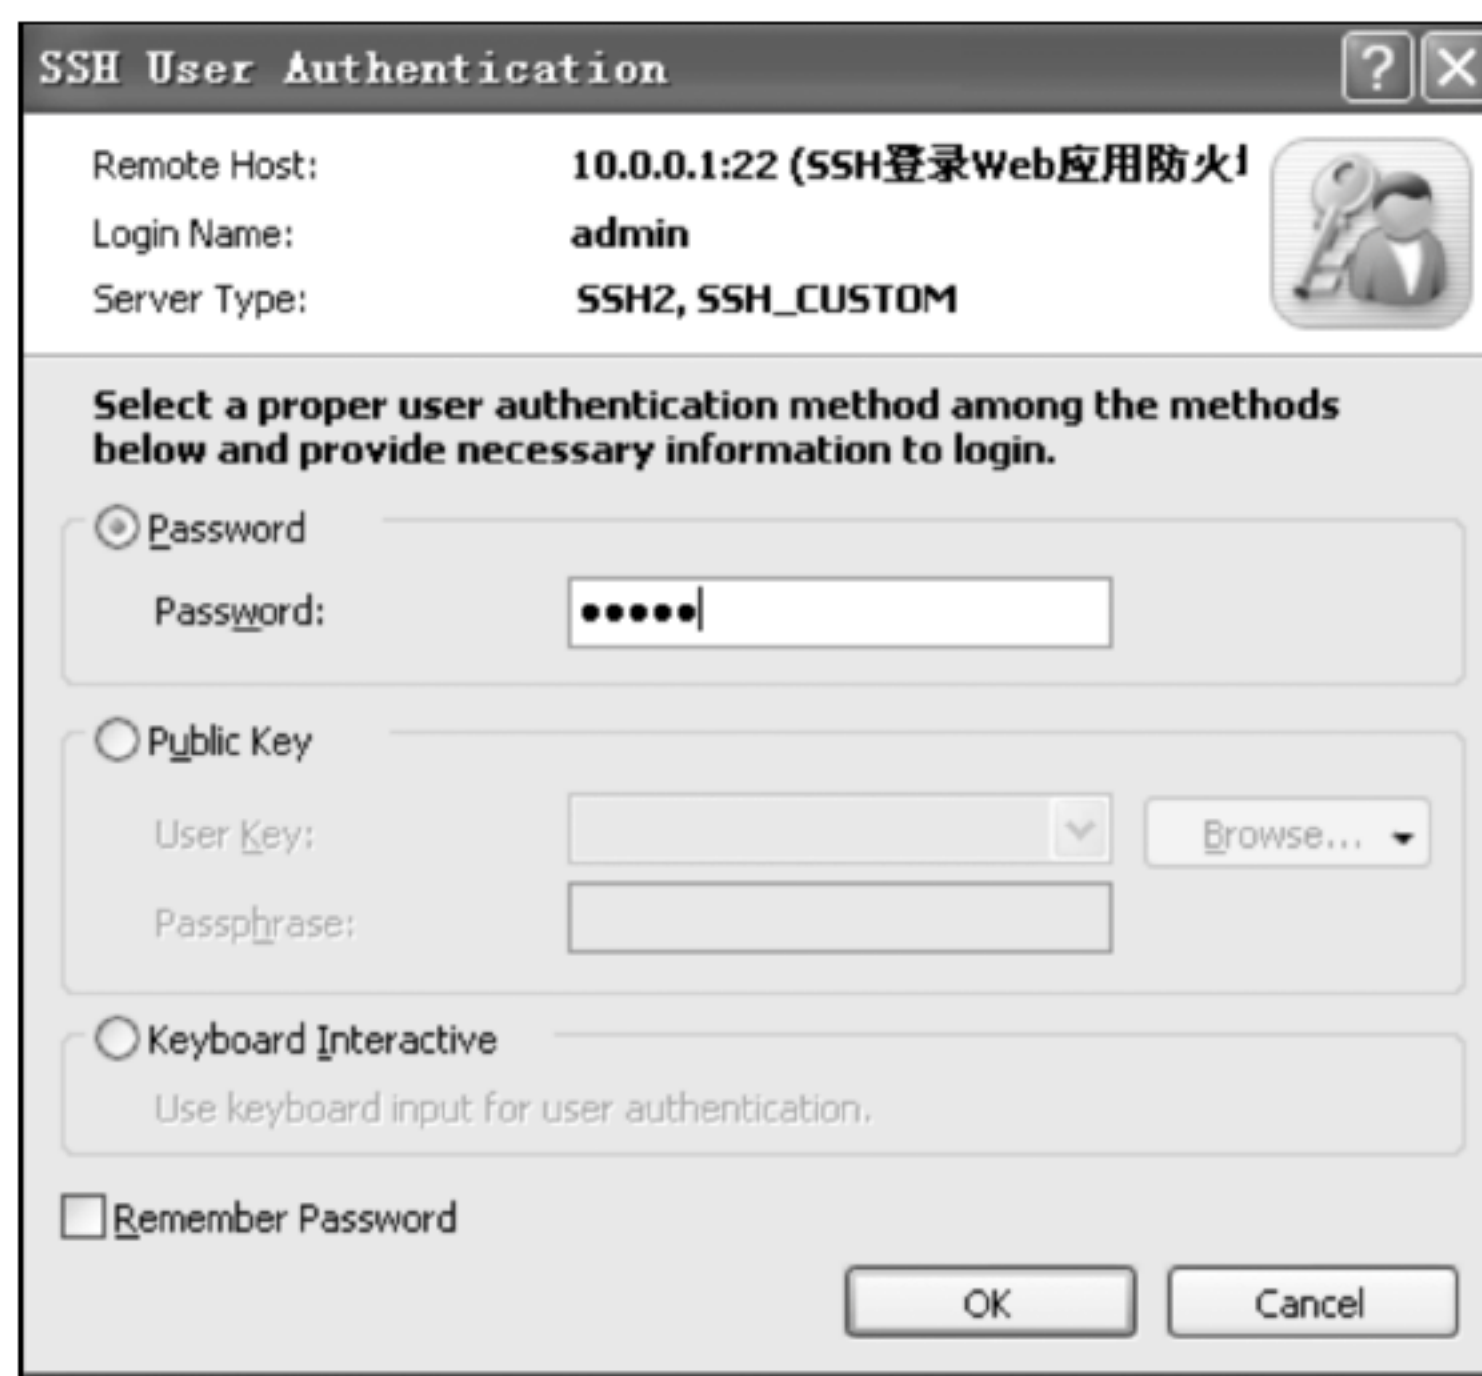 SSH User Authentication
Remote Host: 10.0.0.1:22 (SSH登录Web应用防火
Login Name: admin
Server Type: SSH2, SSH_CUSTOM
Select a proper user authentication method among the methods
below and provide necessary information to login.
Password
Password: •••••
Public Key
User Key:
Browse...
Passphrase:
Keyboard Interactive
Use keyboard input for user authentication.
Remember Password
OK Cancel